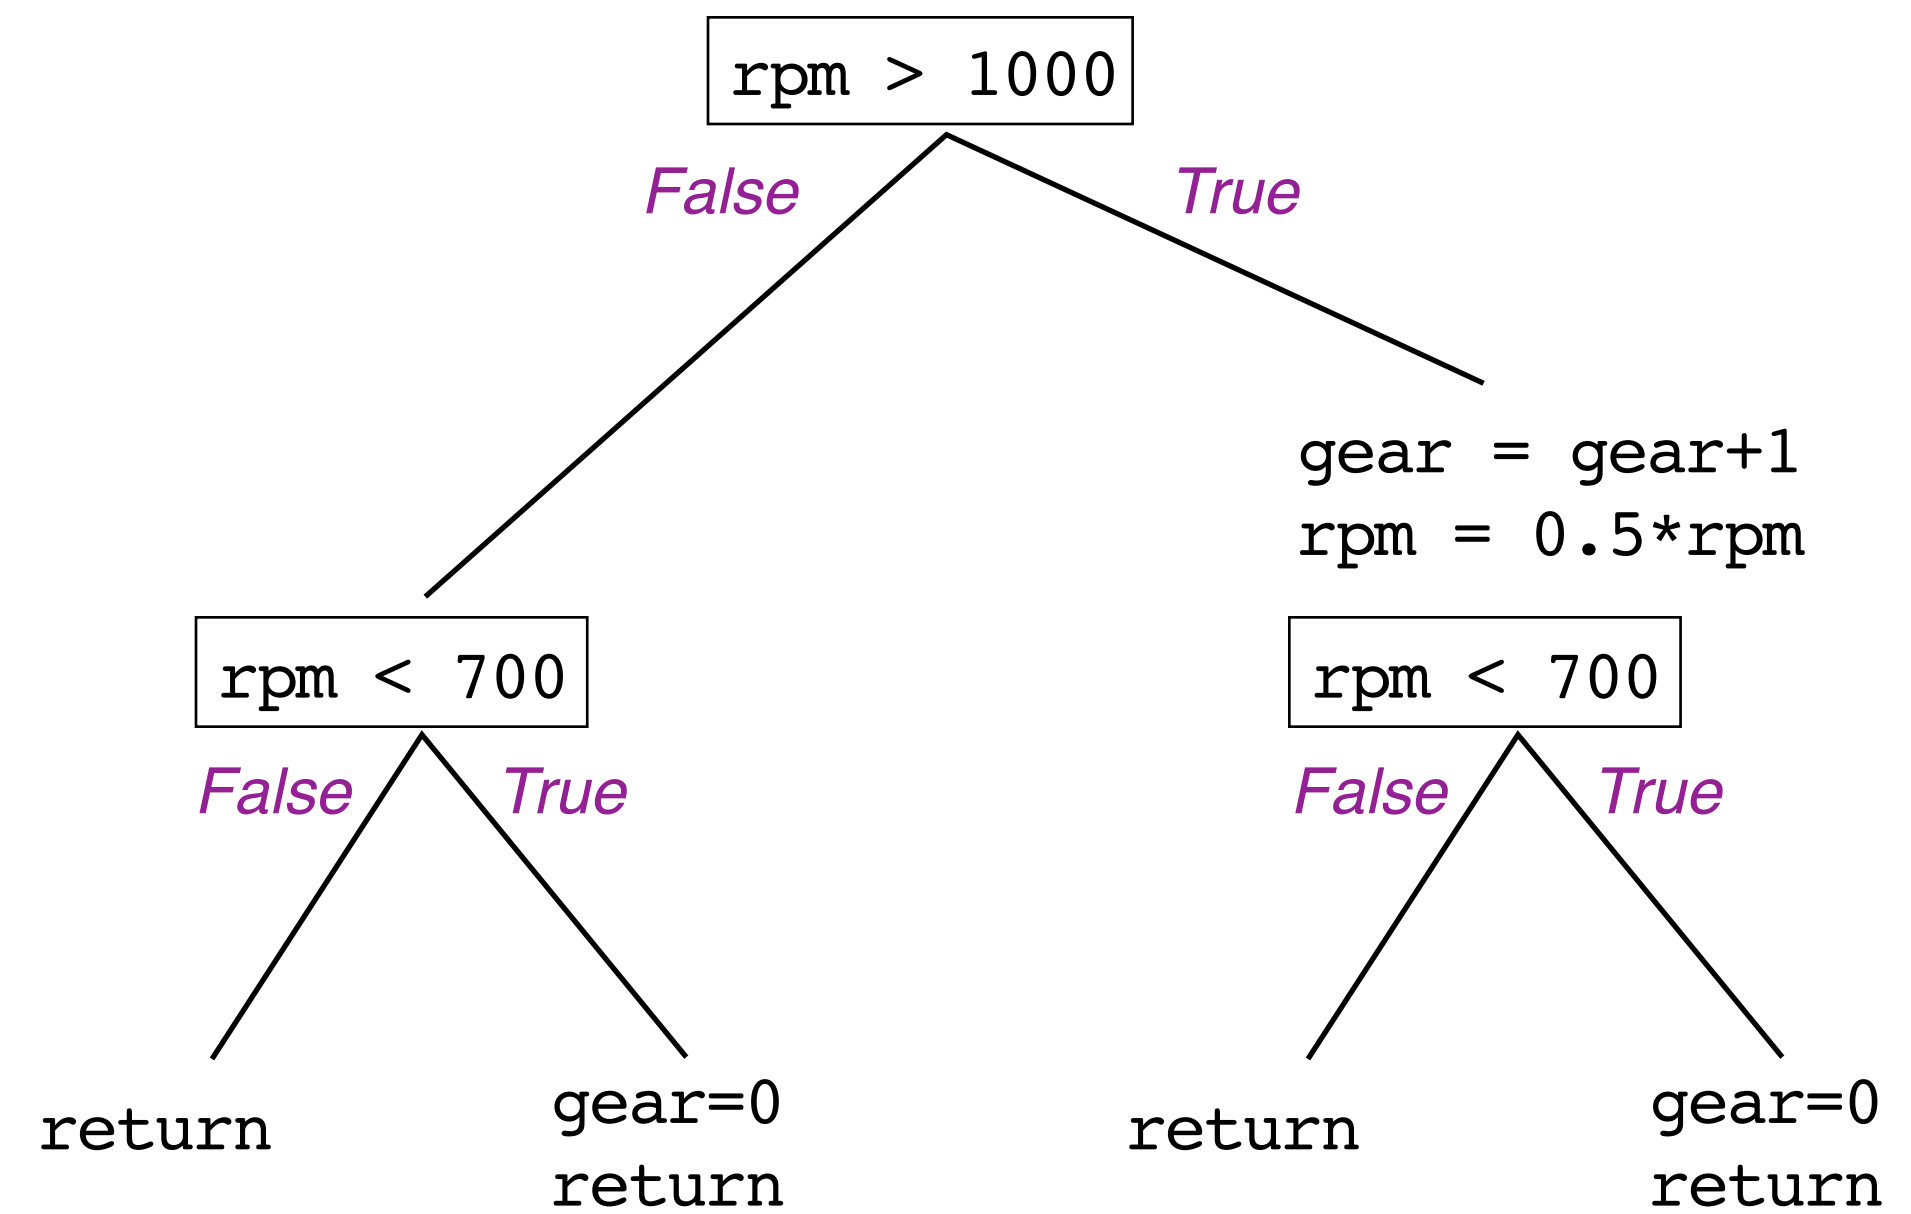 rpm > 1000
False
True
gear = gear+1
rpm = 0.5*rpm
rpm < 700
rpm < 700
False
True
False
True
return
gear=0
return
return
gear=0
return